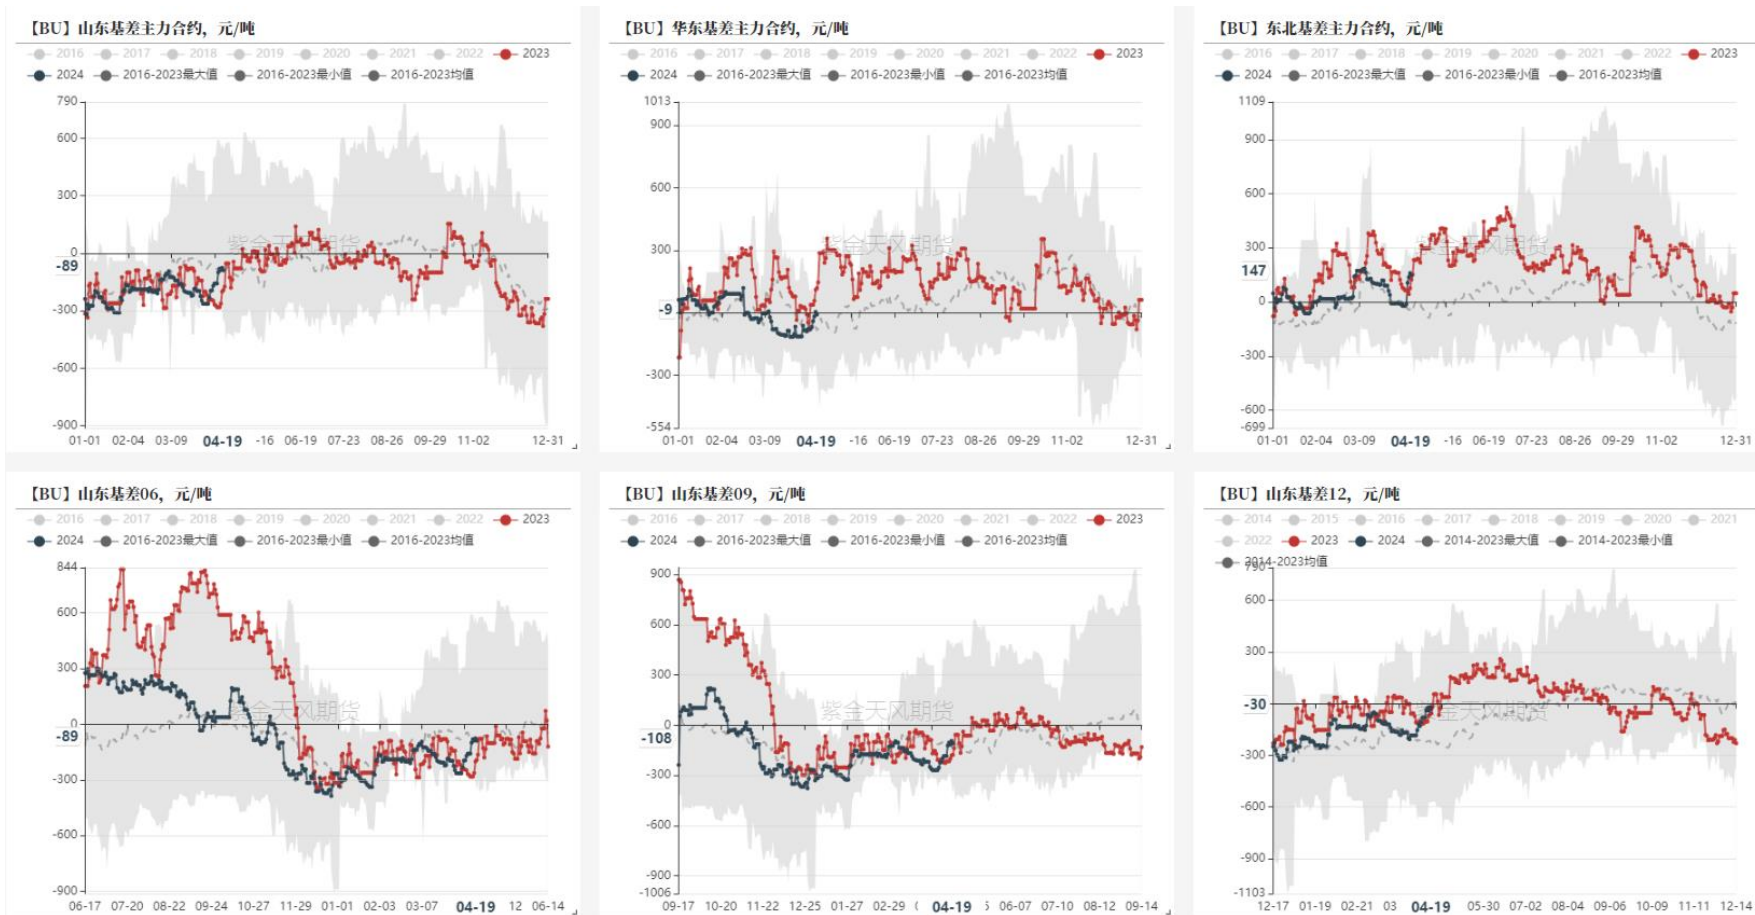 【BU】山东基差主力合约，元/吨
2016 2017 2018 2019 2020 2021 2022 2023
2024 2016-2023最大值 2016-2023最小值 2016-2023均值
790
600
300
0
-89
-300
-600
-900
紫金天风期货
01-01 02-04 03-09 04-19 -16 06-19 07-23 08-26 09-29 11-02 12-31
【BU】华东基差主力合约，元/吨
2016 2017 2018 2019 2020 2021 2022 2023
2024 2016-2023最大值 2016-2023最小值 2016-2023均值
1013
900
600
300
-9
-300
-554
紫金天风期货
01-01 02-04 03-09 04-19 -16 06-19 07-23 08-26 09-29 11-02 12-31
【BU】东北基差主力合约，元/吨
2016 2017 2018 2019 2020 2021 2022 2023
2024 2016-2023最大值 2016-2023最小值 2016-2023均值
1109
900
600
300
147
0
-300
-600
-699
紫金天风期货
01-01 02-04 03-09 04-19 -16 06-19 07-23 08-26 09-29 11-02 12-31
【BU】山东基差06，元/吨
2016 2017 2018 2019 2020 2021 2022 2023
2024 2016-2023最大值 2016-2023最小值 2016-2023均值
844
600
300
0
-89
-300
-600
-900
紫金天风期货
06-17 07-20 08-22 09-24 10-27 11-29 01-01 02-03 03-07 04-19 12 06-14
【BU】山东基差09，元/吨
2016 2017 2018 2019 2020 2021 2022 2023
2024 2016-2023最大值 2016-2023最小值 2016-2023均值
900
600
300
0
-108
-300
-600
-900
-1006
紫金天风期货
09-17 10-20 11-22 12-25 01-27 02-29 04-19 06-07 07-10 08-12 09-14
【BU】山东基差12，元/吨
2014 2015 2016 2017 2018 2019 2020 2021
2022 2023 2024 2014-2023最大值 2014-2023最小值
2014-2023均值
790
600
300
-30
-300
-600
-900
-1103
紫金天风期货
12-17 01-19 02-21 03 04-19 05-30 07-02 08-04 09-06 10-09 11-11 12-14